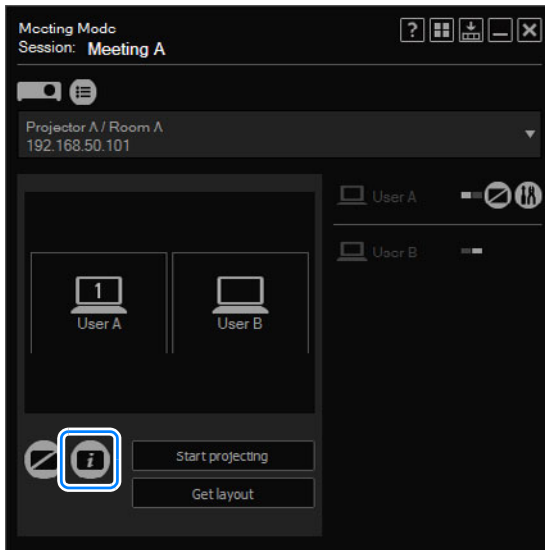 Meeting Mode
Session: Meeting A
?
Projector A / Room A
192.168.50.101
User A
User B
1
User A
User B
i
Start projecting
Get layout